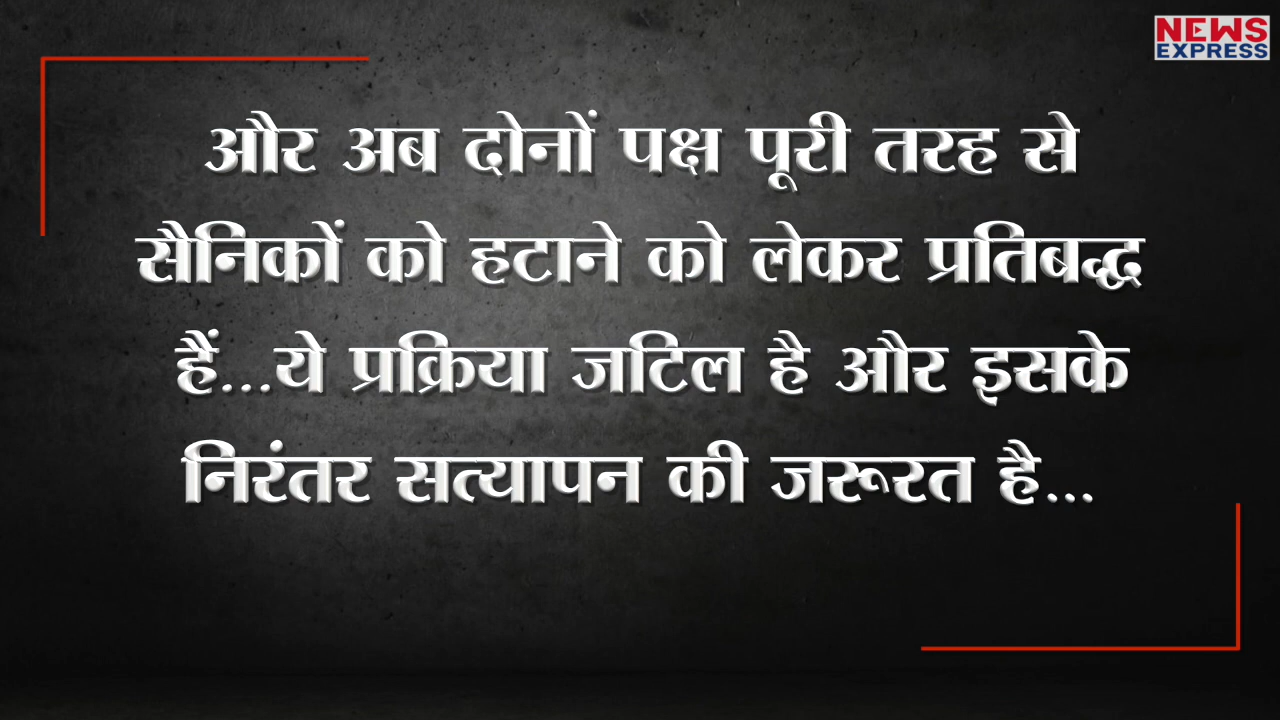 NEWS
EXPRESS
और अब दोनों पक्ष पूरी तरह से
सैनिकों को हटाने को लेकर प्रतिबद्ध
हैं...ये प्रक्रिया जटिल है और इसके
निरंतर सत्यापन की जरूरत है...